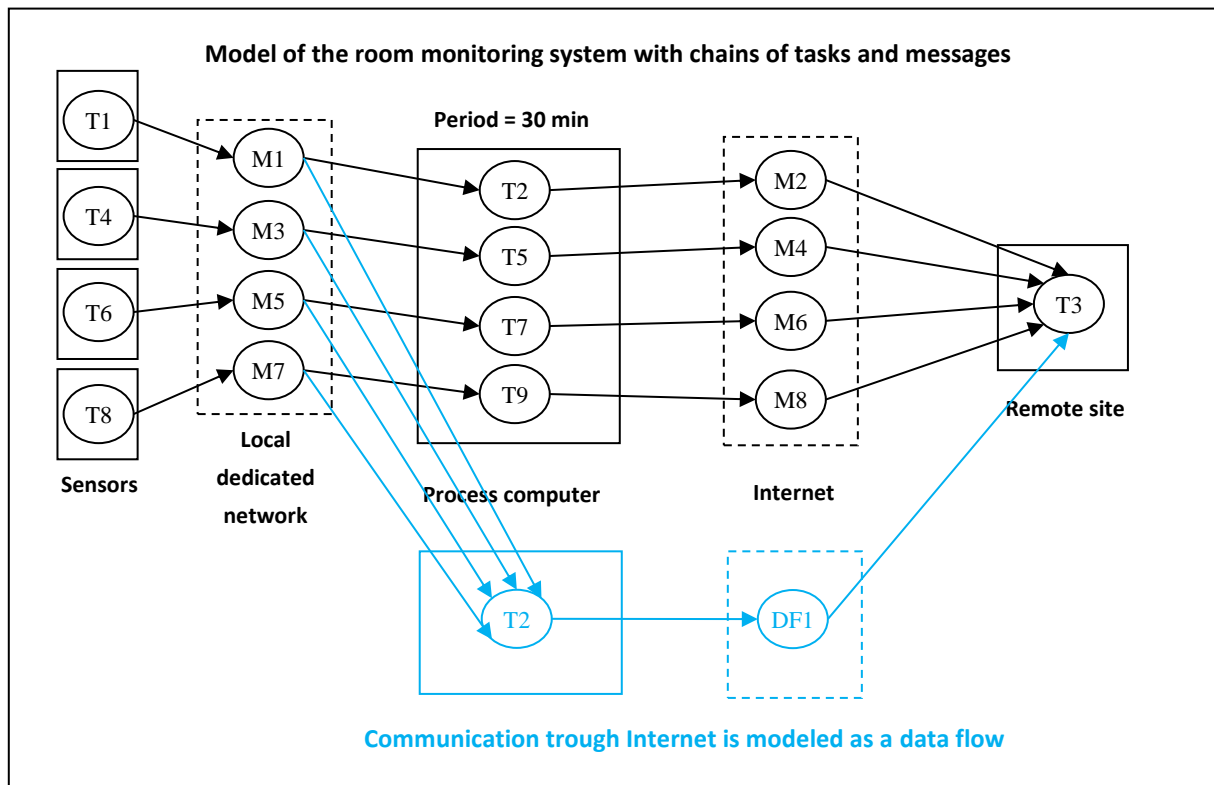 Model of the room monitoring system with chains of tasks and messages
Period = 30 min
T1
T4
T6
T8
Sensors
M1
M3
M5
M7
Local
dedicated
network
T2
T5
T7
T9
Process computer
M2
M4
M6
M8
Internet
T3
Remote site
T2
DF1
Communication trough Internet is modeled as a data flow